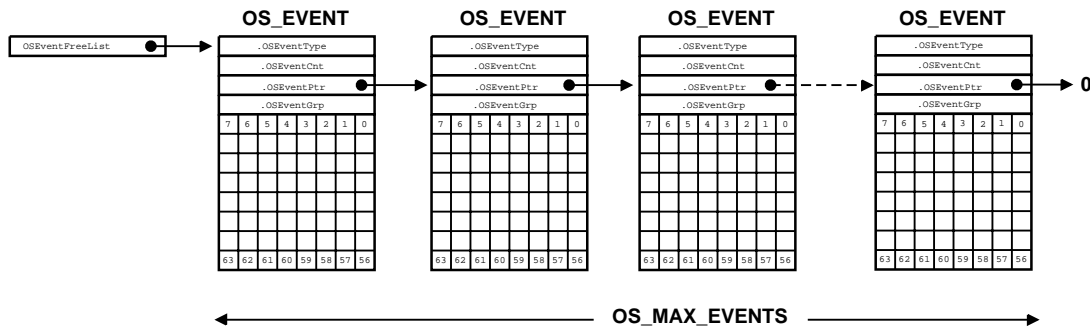 OS_EVENT OS_EVENT OS_EVENT OS_EVENT
OSEventFreeList .OSEventType .OSEventType .OSEventType .OSEventType
.OSEventCnt .OSEventCnt .OSEventCnt .OSEventCnt
.OSEventPtr .OSEventPtr .OSEventPtr .OSEventPtr 0
.OSEventGrp .OSEventGrp .OSEventGrp .OSEventGrp
7 6 5 4 3 2 1 0 7 6 5 4 3 2 1 0 7 6 5 4 3 2 1 0 7 6 5 4 3 2 1 0
63 62 61 60 59 58 57 56 63 62 61 60 59 58 57 56 63 62 61 60 59 58 57 56 63 62 61 60 59 58 57 56
OS_MAX_EVENTS